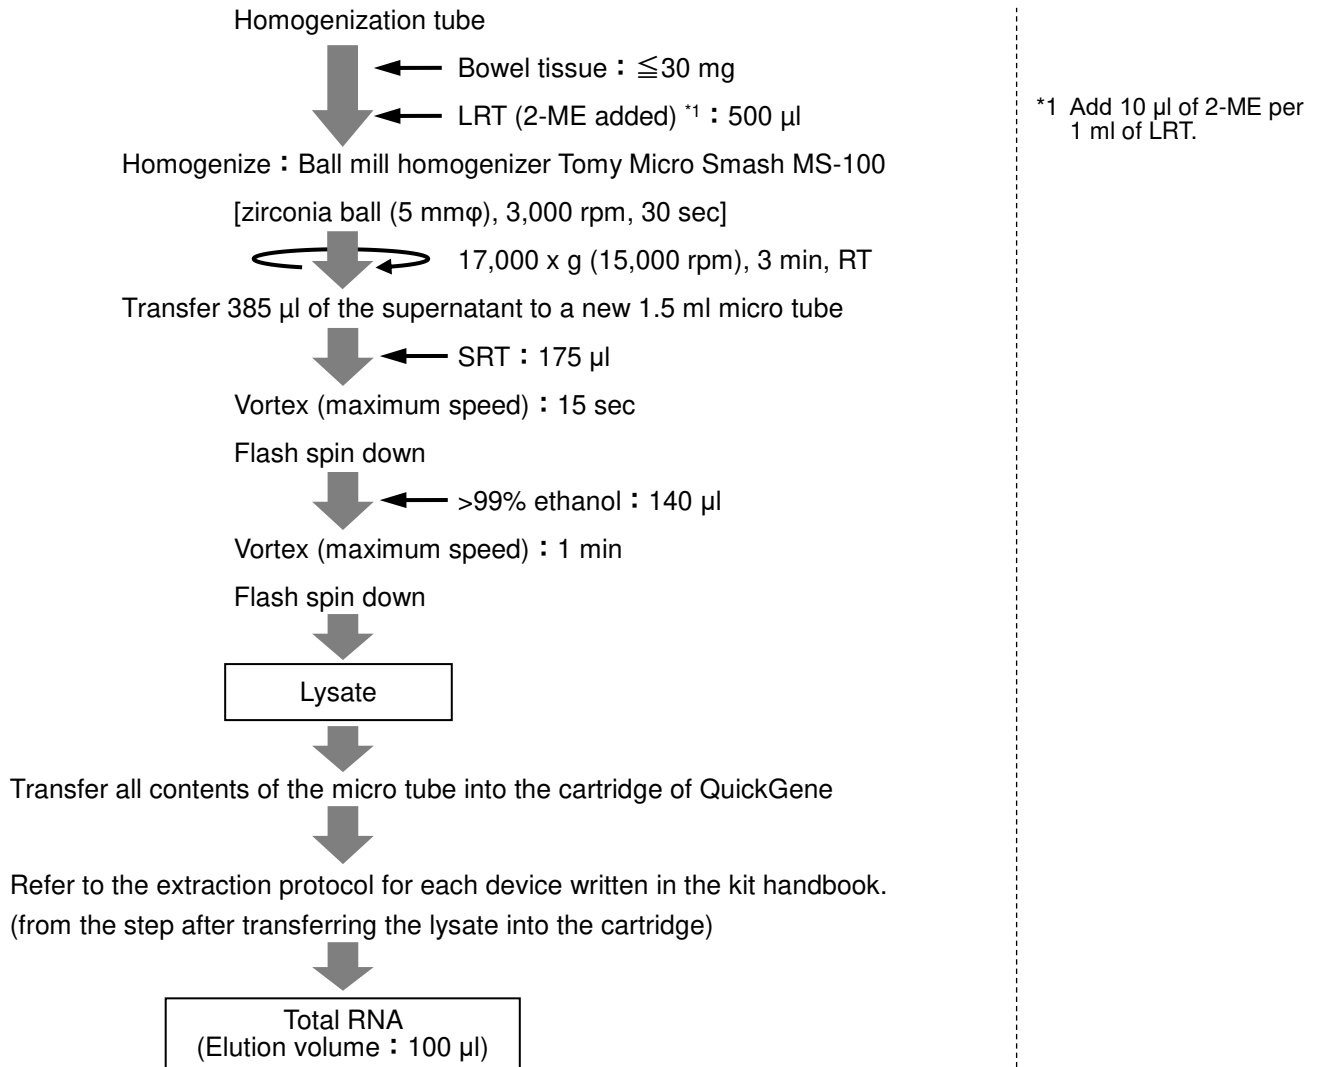 Homogenization tube
Bowel tissue：≦30 mg
LRT (2-ME added) *1：500 µl
*1 Add 10 µl of 2-ME per
1 ml of LRT.
Homogenize：Ball mill homogenizer Tomy Micro Smash MS-100
[zirconia ball (5 mmφ), 3,000 rpm, 30 sec]
17,000 x g (15,000 rpm), 3 min, RT
Transfer 385 µl of the supernatant to a new 1.5 ml micro tube
SRT：175 µl
Vortex (maximum speed)：15 sec
Flash spin down
>99% ethanol：140 µl
Vortex (maximum speed)：1 min
Flash spin down
Lysate
Transfer all contents of the micro tube into the cartridge of QuickGene
Refer to the extraction protocol for each device written in the kit handbook.
(from the step after transferring the lysate into the cartridge)
Total RNA
(Elution volume：100 µl)